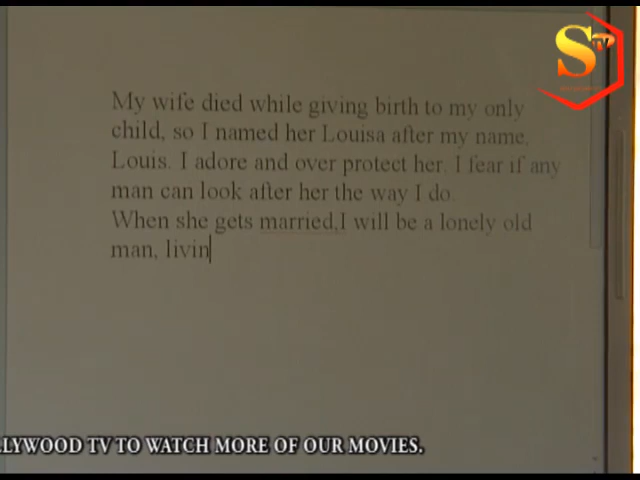 STV
My wife died while giving birth to my only
child, so I named her Louisa after my name,
Louis. I adore and over protect her. I fear if any
man can look after her the way I do.
When she gets married,I will be a lonely old
man, livin
LLYWOOD TV TO WATCH MORE OF OUR MOVIES.